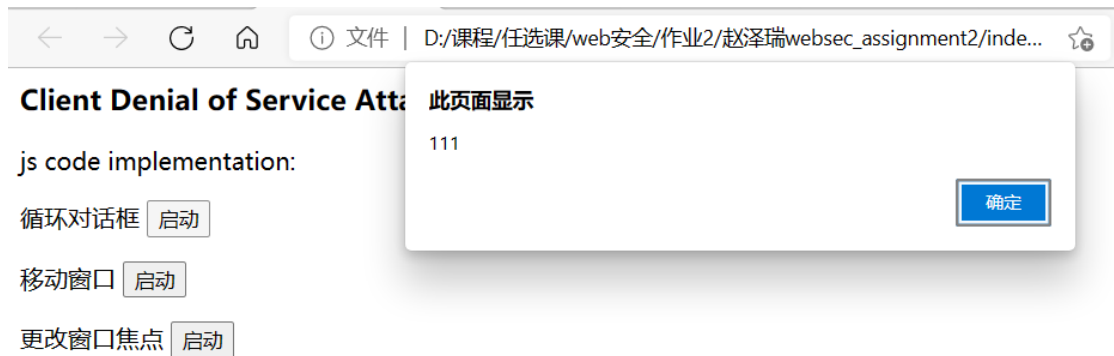 文件 | D:/课程/任选课/web安全/作业2/赵泽瑞websec_assignment2/inde...
Client Denial of Service Atta
此页面显示
111
确定
js code implementation:
循环对话框 启动
移动窗口 启动
更改窗口焦点 启动